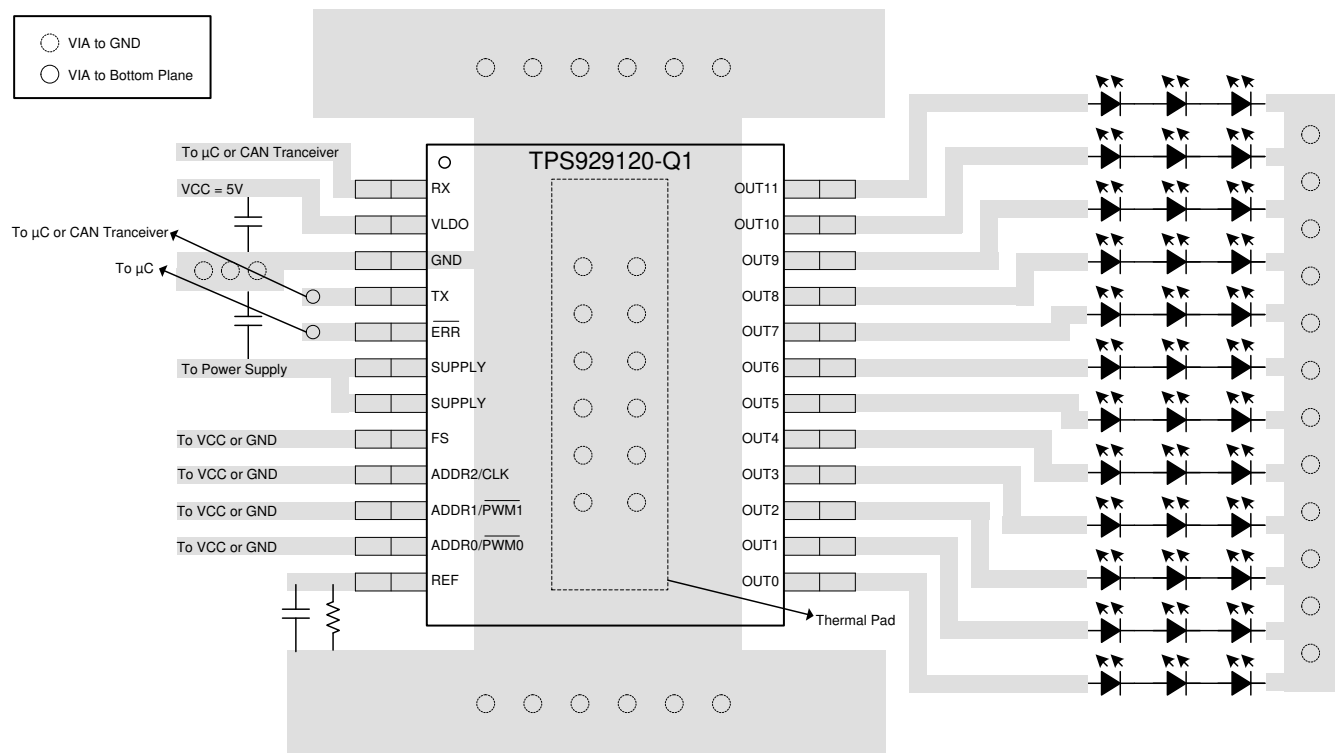 VIA to GND
VIA to Bottom Plane
TPS929120-Q1
To µC or CAN Tranceiver
VCC = 5V
To µC or CAN Tranceiver
To µC
To Power Supply
To VCC or GND
To VCC or GND
To VCC or GND
To VCC or GND
RX
VLDO
GND
TX
ERR
SUPPLY
SUPPLY
FS
ADDR2/CLK
ADDR1/PWM1
ADDR0/PWM0
REF
OUT11
OUT10
OUT9
OUT8
OUT7
OUT6
OUT5
OUT4
OUT3
OUT2
OUT1
OUT0
Thermal Pad